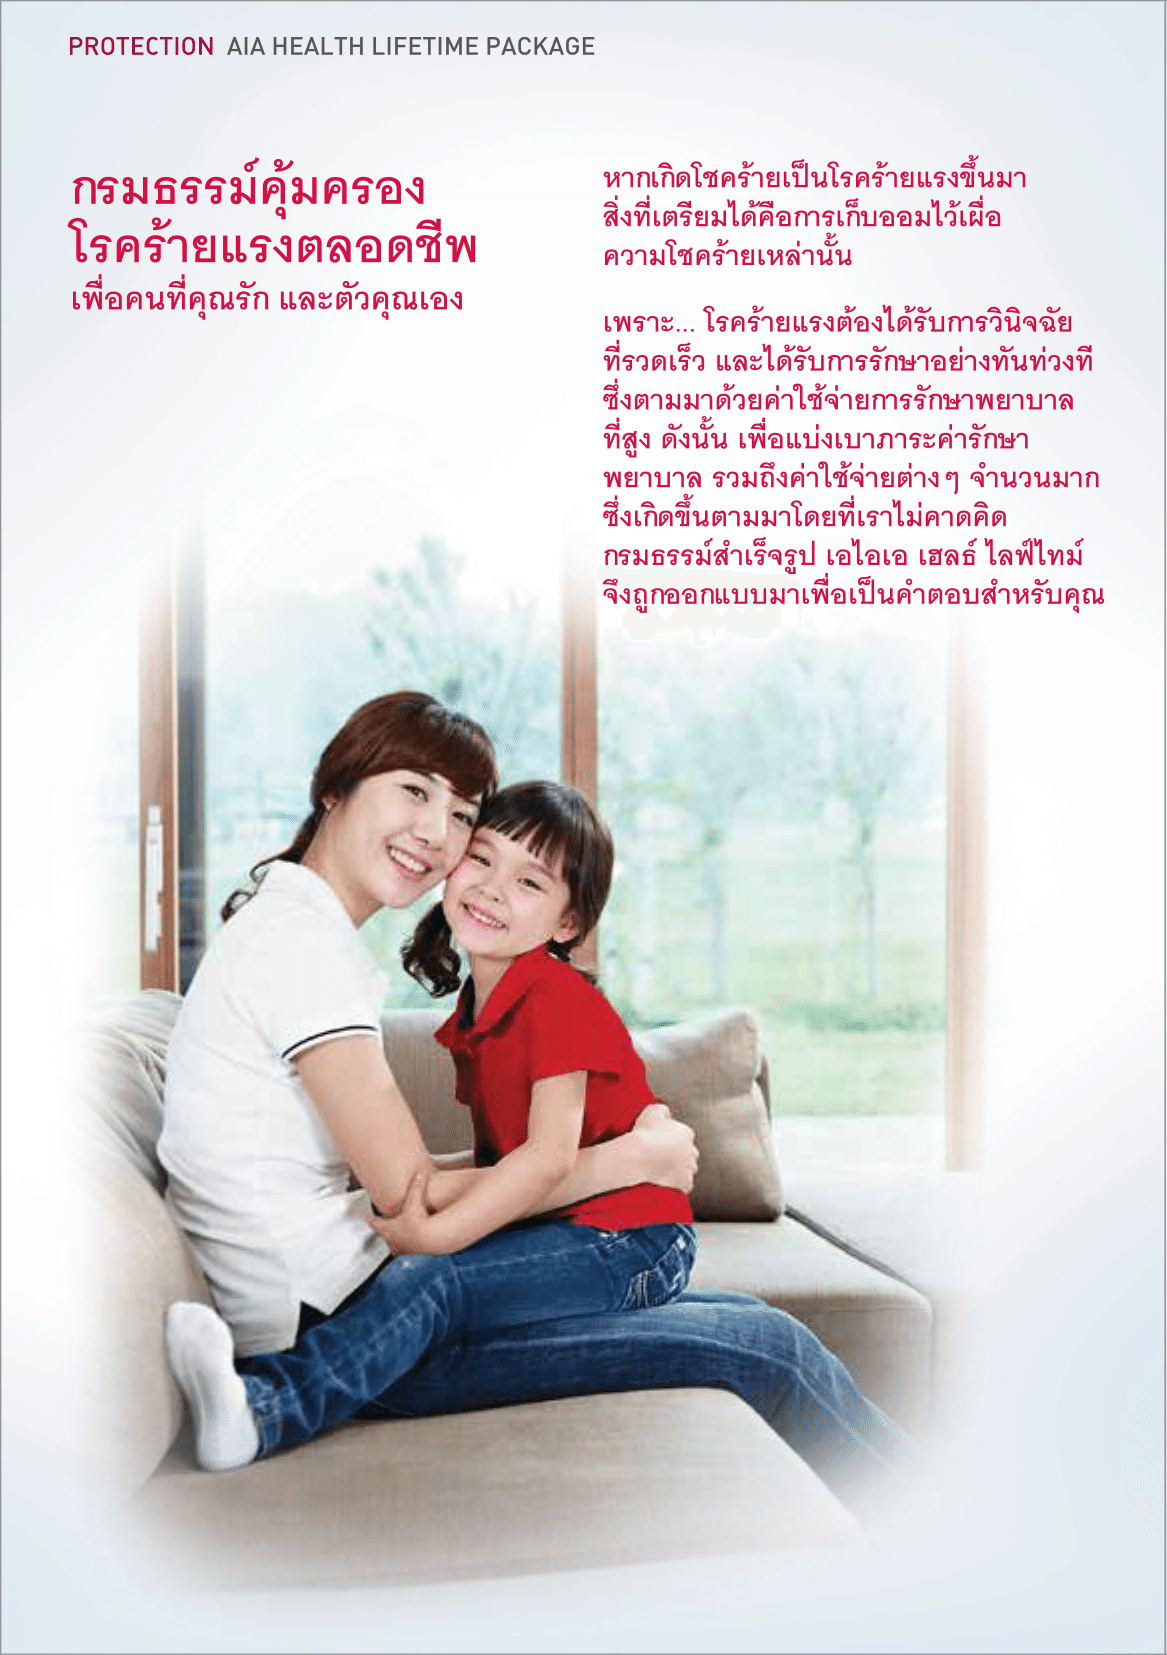 PROTECTION AIA HEALTH LIFETIME PACKAGE
กรมธรรม์คุ้มครอง
โรคร้ายแรงตลอดชีพ
เพื่อคนที่คุณรัก และตัวคุณเอง
หากเกิดโชคร้ายเป็นโรคร้ายแรงขึ้นมา
สิ่งที่เตรียมได้คือการเก็บออมไว้เผื่อ
ความโชคร้ายเหล่านั้น
เพราะ... โรคร้ายแรงต้องได้รับการวินิจฉัย
ที่รวดเร็ว และได้รับการรักษาอย่างทันท่วงที
ซึ่งตามมาด้วยค่าใช้จ่ายการรักษาพยาบาล
ที่สูง ดังนั้น เพื่อแบ่งเบาภาระค่ารักษา
พยาบาล รวมถึงค่าใช้จ่ายต่างๆ จำนวนมาก
ซึ่งเกิดขึ้นตามมาโดยที่เราไม่คาดคิด
กรมธรรม์สำเร็จรูป เอไอเอ เฮลธ์ ไลฟ์ไทม์
จึงถูกออกแบบมาเพื่อเป็นคำตอบสำหรับคุณ